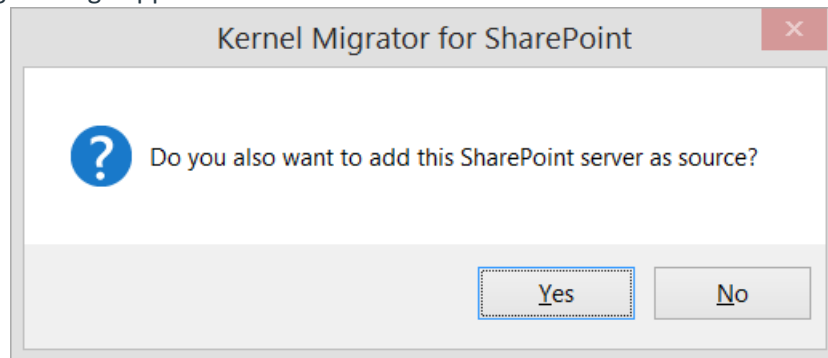 Kernel Migrator for SharePoint
Do you also want to add this SharePoint server as source?
Yes
No